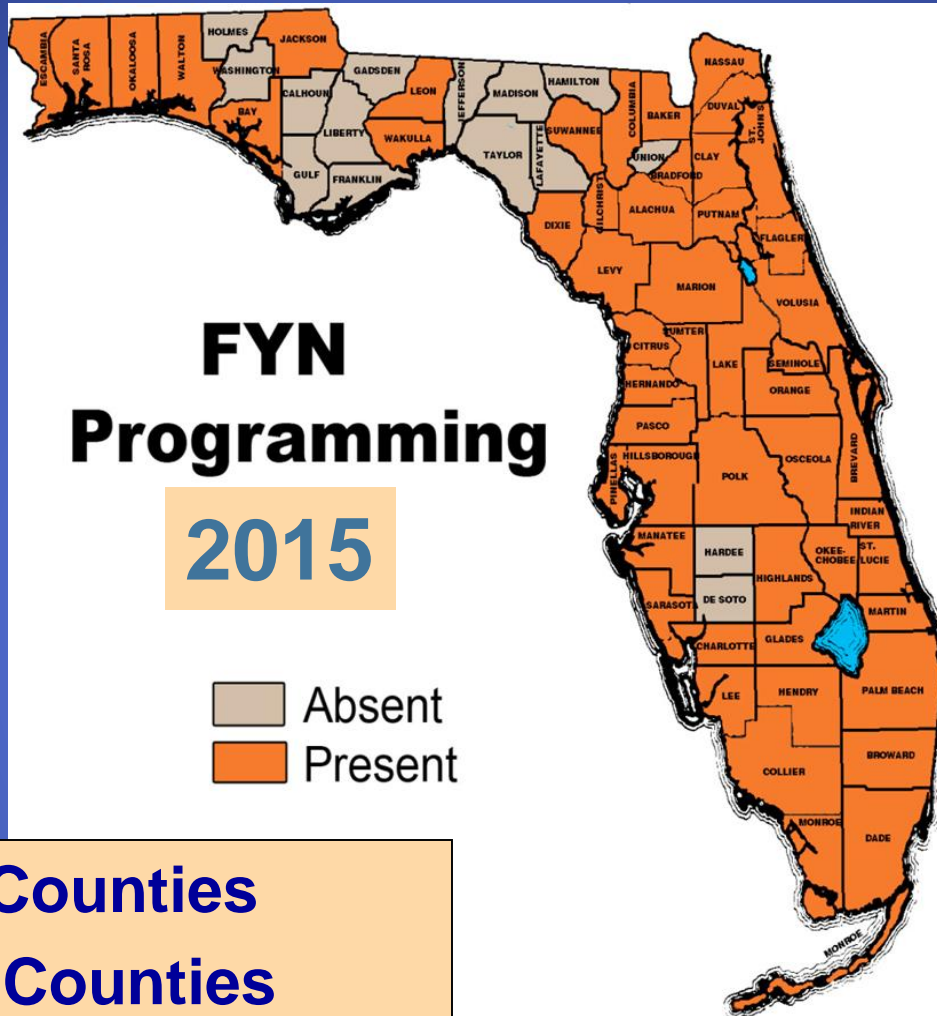 HOLMES
JACKSON
ESCAMBIA
SANTA
ROSA
OKALOOSA
WALTON
WASHINGTON
BAY
CALHOUN
GADSDEN
LIBERTY
GULF
FRANKLIN
LEON
WAKULLA
JEFFERSON
MADISON
TAYLOR
HAMILTON
LAFAYETTE
SUWANNEE
COLUMBIA
BAKER
NASSAU
DUVAL
ST.
JOHN'S
UNION
BRADFORD
CLAY
DIXIE
GILCHRIST
ALACHUA
PUTNAM
FLAGLER
LEVY
MARION
VOLUSIA
CITRUS
SUMTER
LAKE
SEMINOLE
HERNANDO
ORANGE
PASCO
HILLSBOROUGH
PINELLAS
POLK
OSCEOLA
BREVARD
INDIAN
RIVER
MANATEE
HARDEE
HIGHLANDS
OKEE-
CHOBEE
ST.
LUCIE
SARASOTA
DE SOTO
MARTIN
CHARLOTTE
GLADES
LEE
HENDRY
PALM BEACH
COLLIER
BROWARD
MONROE
DADE
MONROE
FYN
Programming
2015
Absent
Present
Counties
Counties